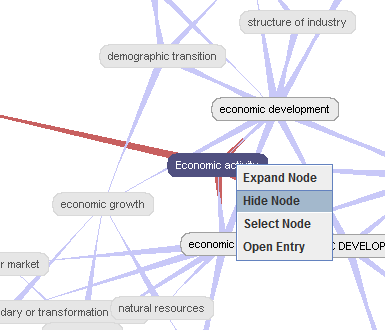 structure of industry
demographic transition
economic development
Economic activity
Expand Node
economic growth
Hide Node
Select Node
economic
DEVELOP
Open Entry
market
or transformation
natural resources